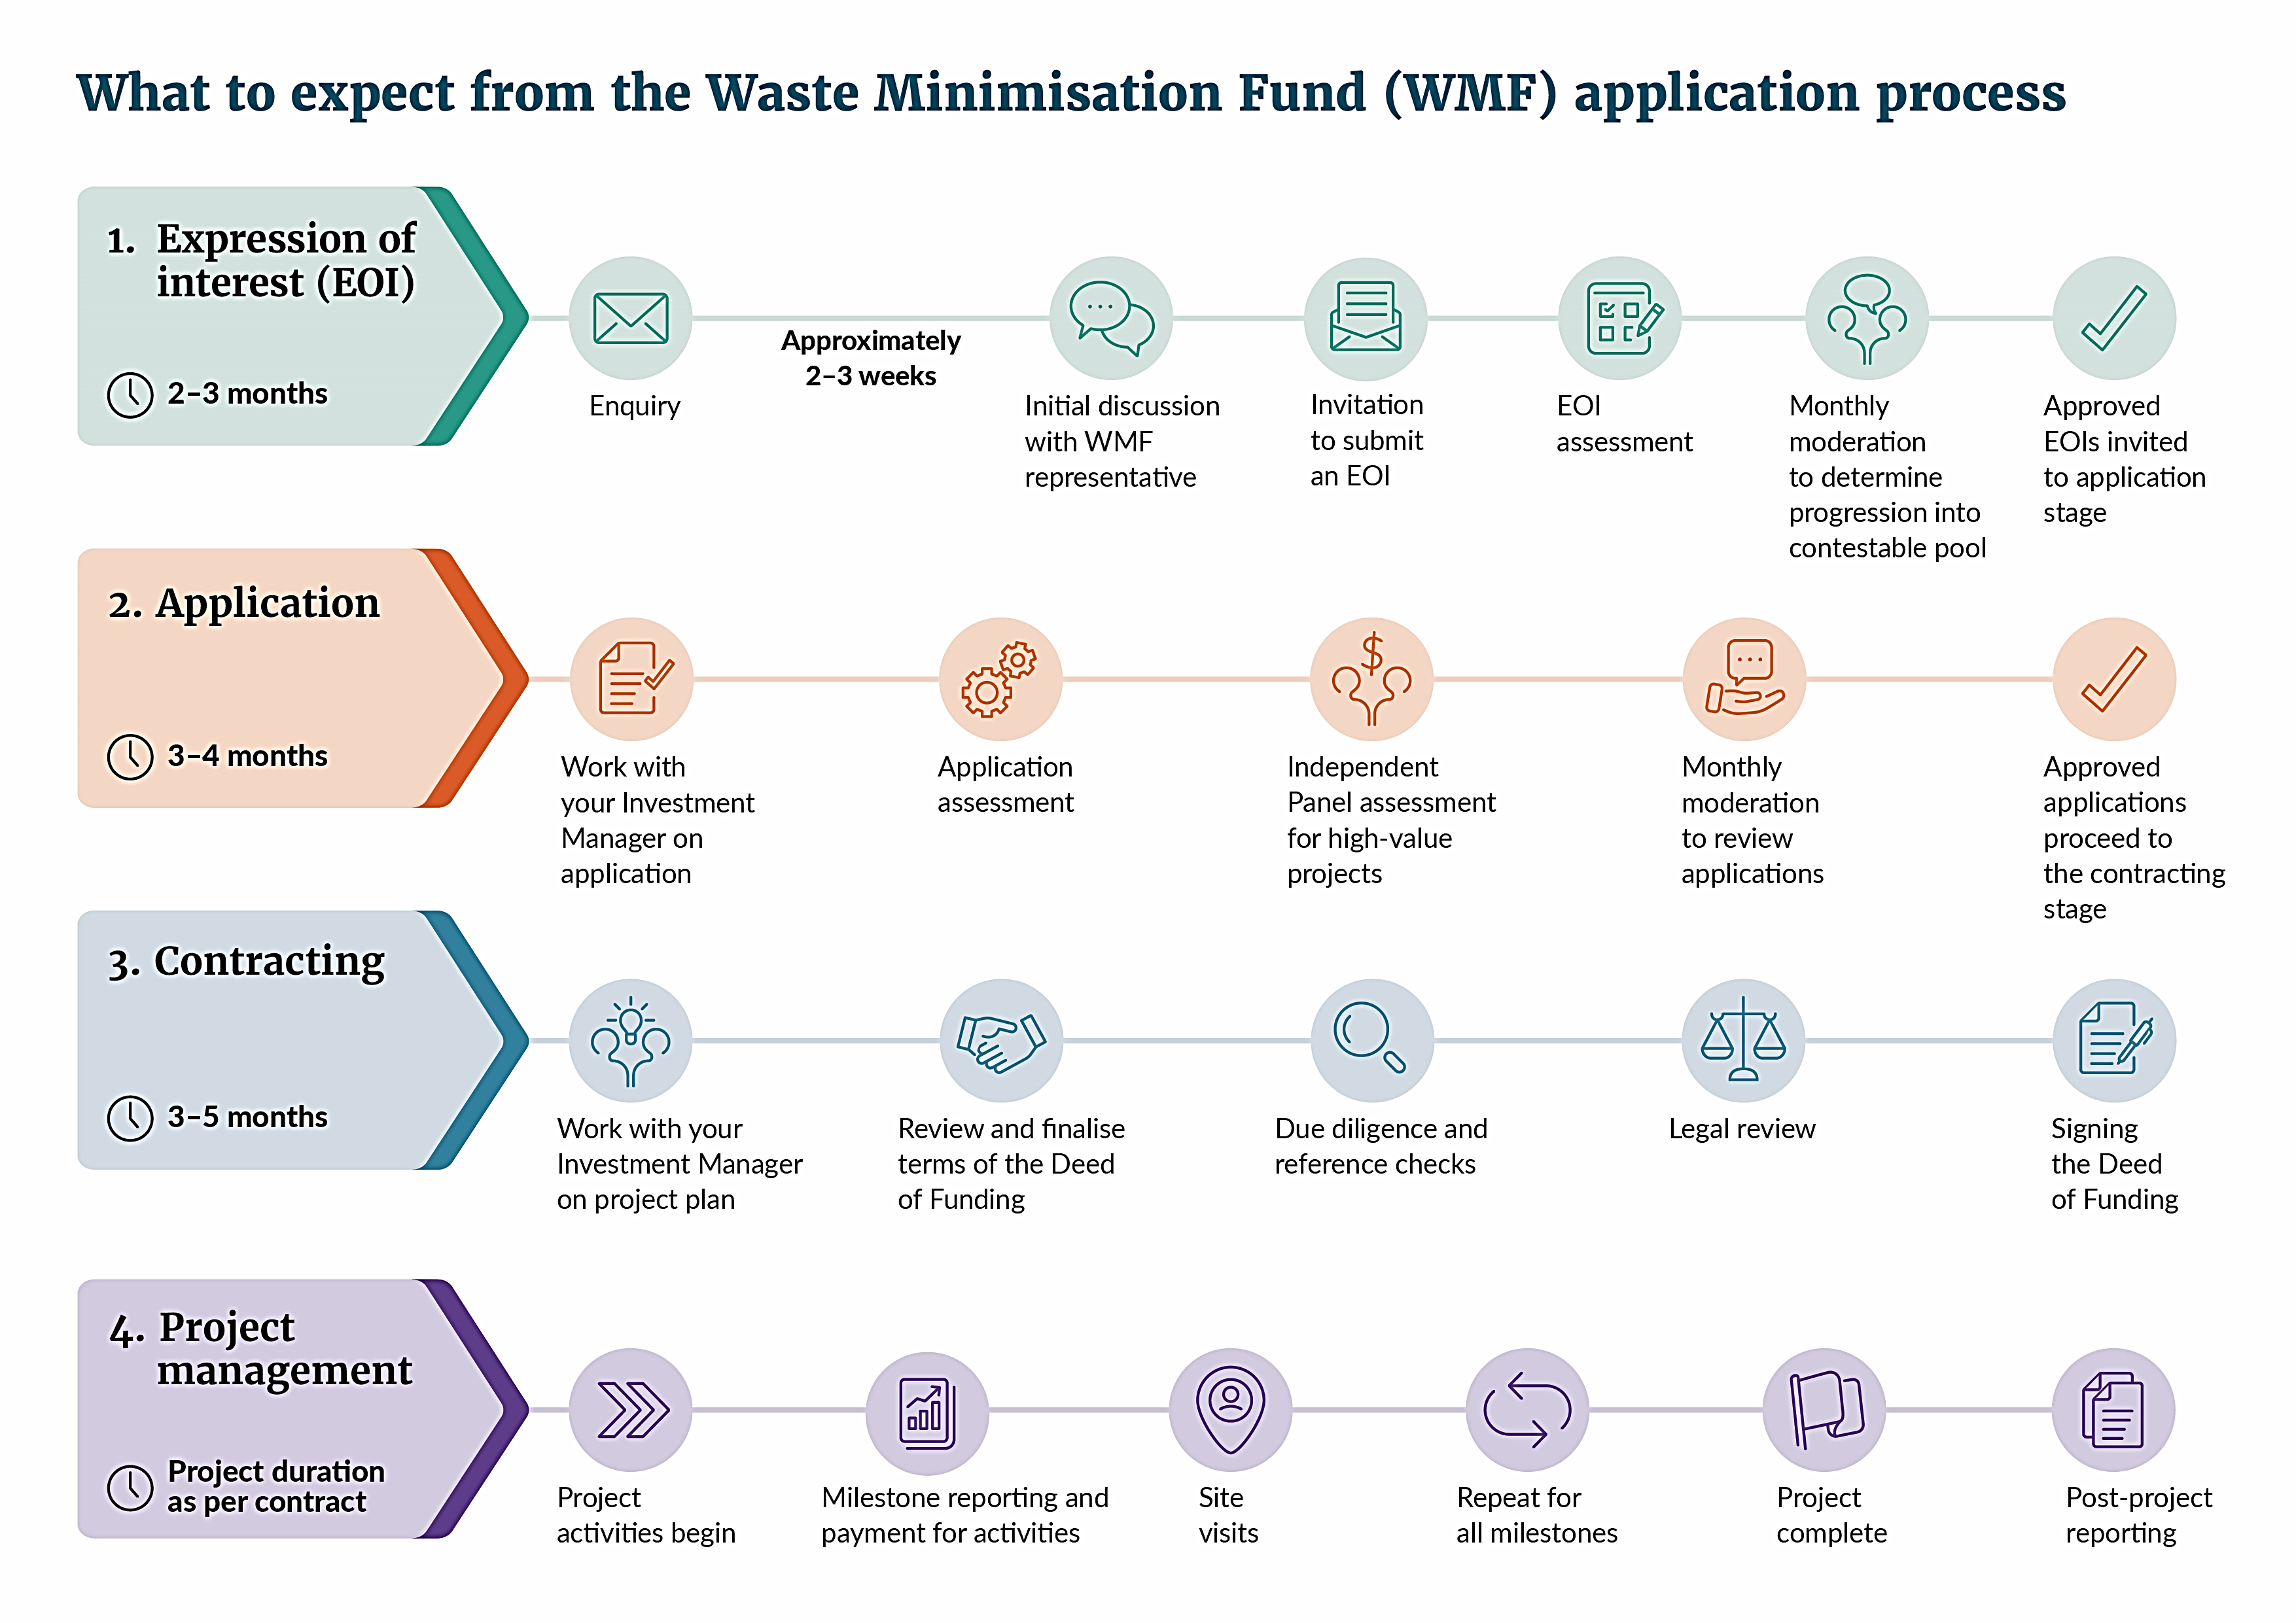 What to expect from the Waste Minimisation Fund (WMF) application process
1. Expression of
interest (EOI)
2–3 months
Enquiry
Approximately
2–3 weeks
Initial discussion
with WMF
representative
Invitation
to submit
an EOI
EOI
assessment
Monthly
moderation
to determine
progression into
contestable pool
Approved
EOIs invited
to application
stage
2. Application
3–4 months
Work with
your Investment
Manager on
application
Application
assessment
Independent
Panel assessment
for high-value
projects
Monthly
moderation
to review
applications
Approved
applications
proceed to
the contracting
stage
3. Contracting
3–5 months
Work with your
Investment Manager
on project plan
Review and finalise
terms of the Deed
of Funding
Due diligence and
reference checks
Legal review
Signing
the Deed
of Funding
4. Project
management
Project duration
as per contract
Project
activities begin
Milestone reporting and
payment for activities
Site
visits
Repeat for
all milestones
Project
complete
Post-project
reporting